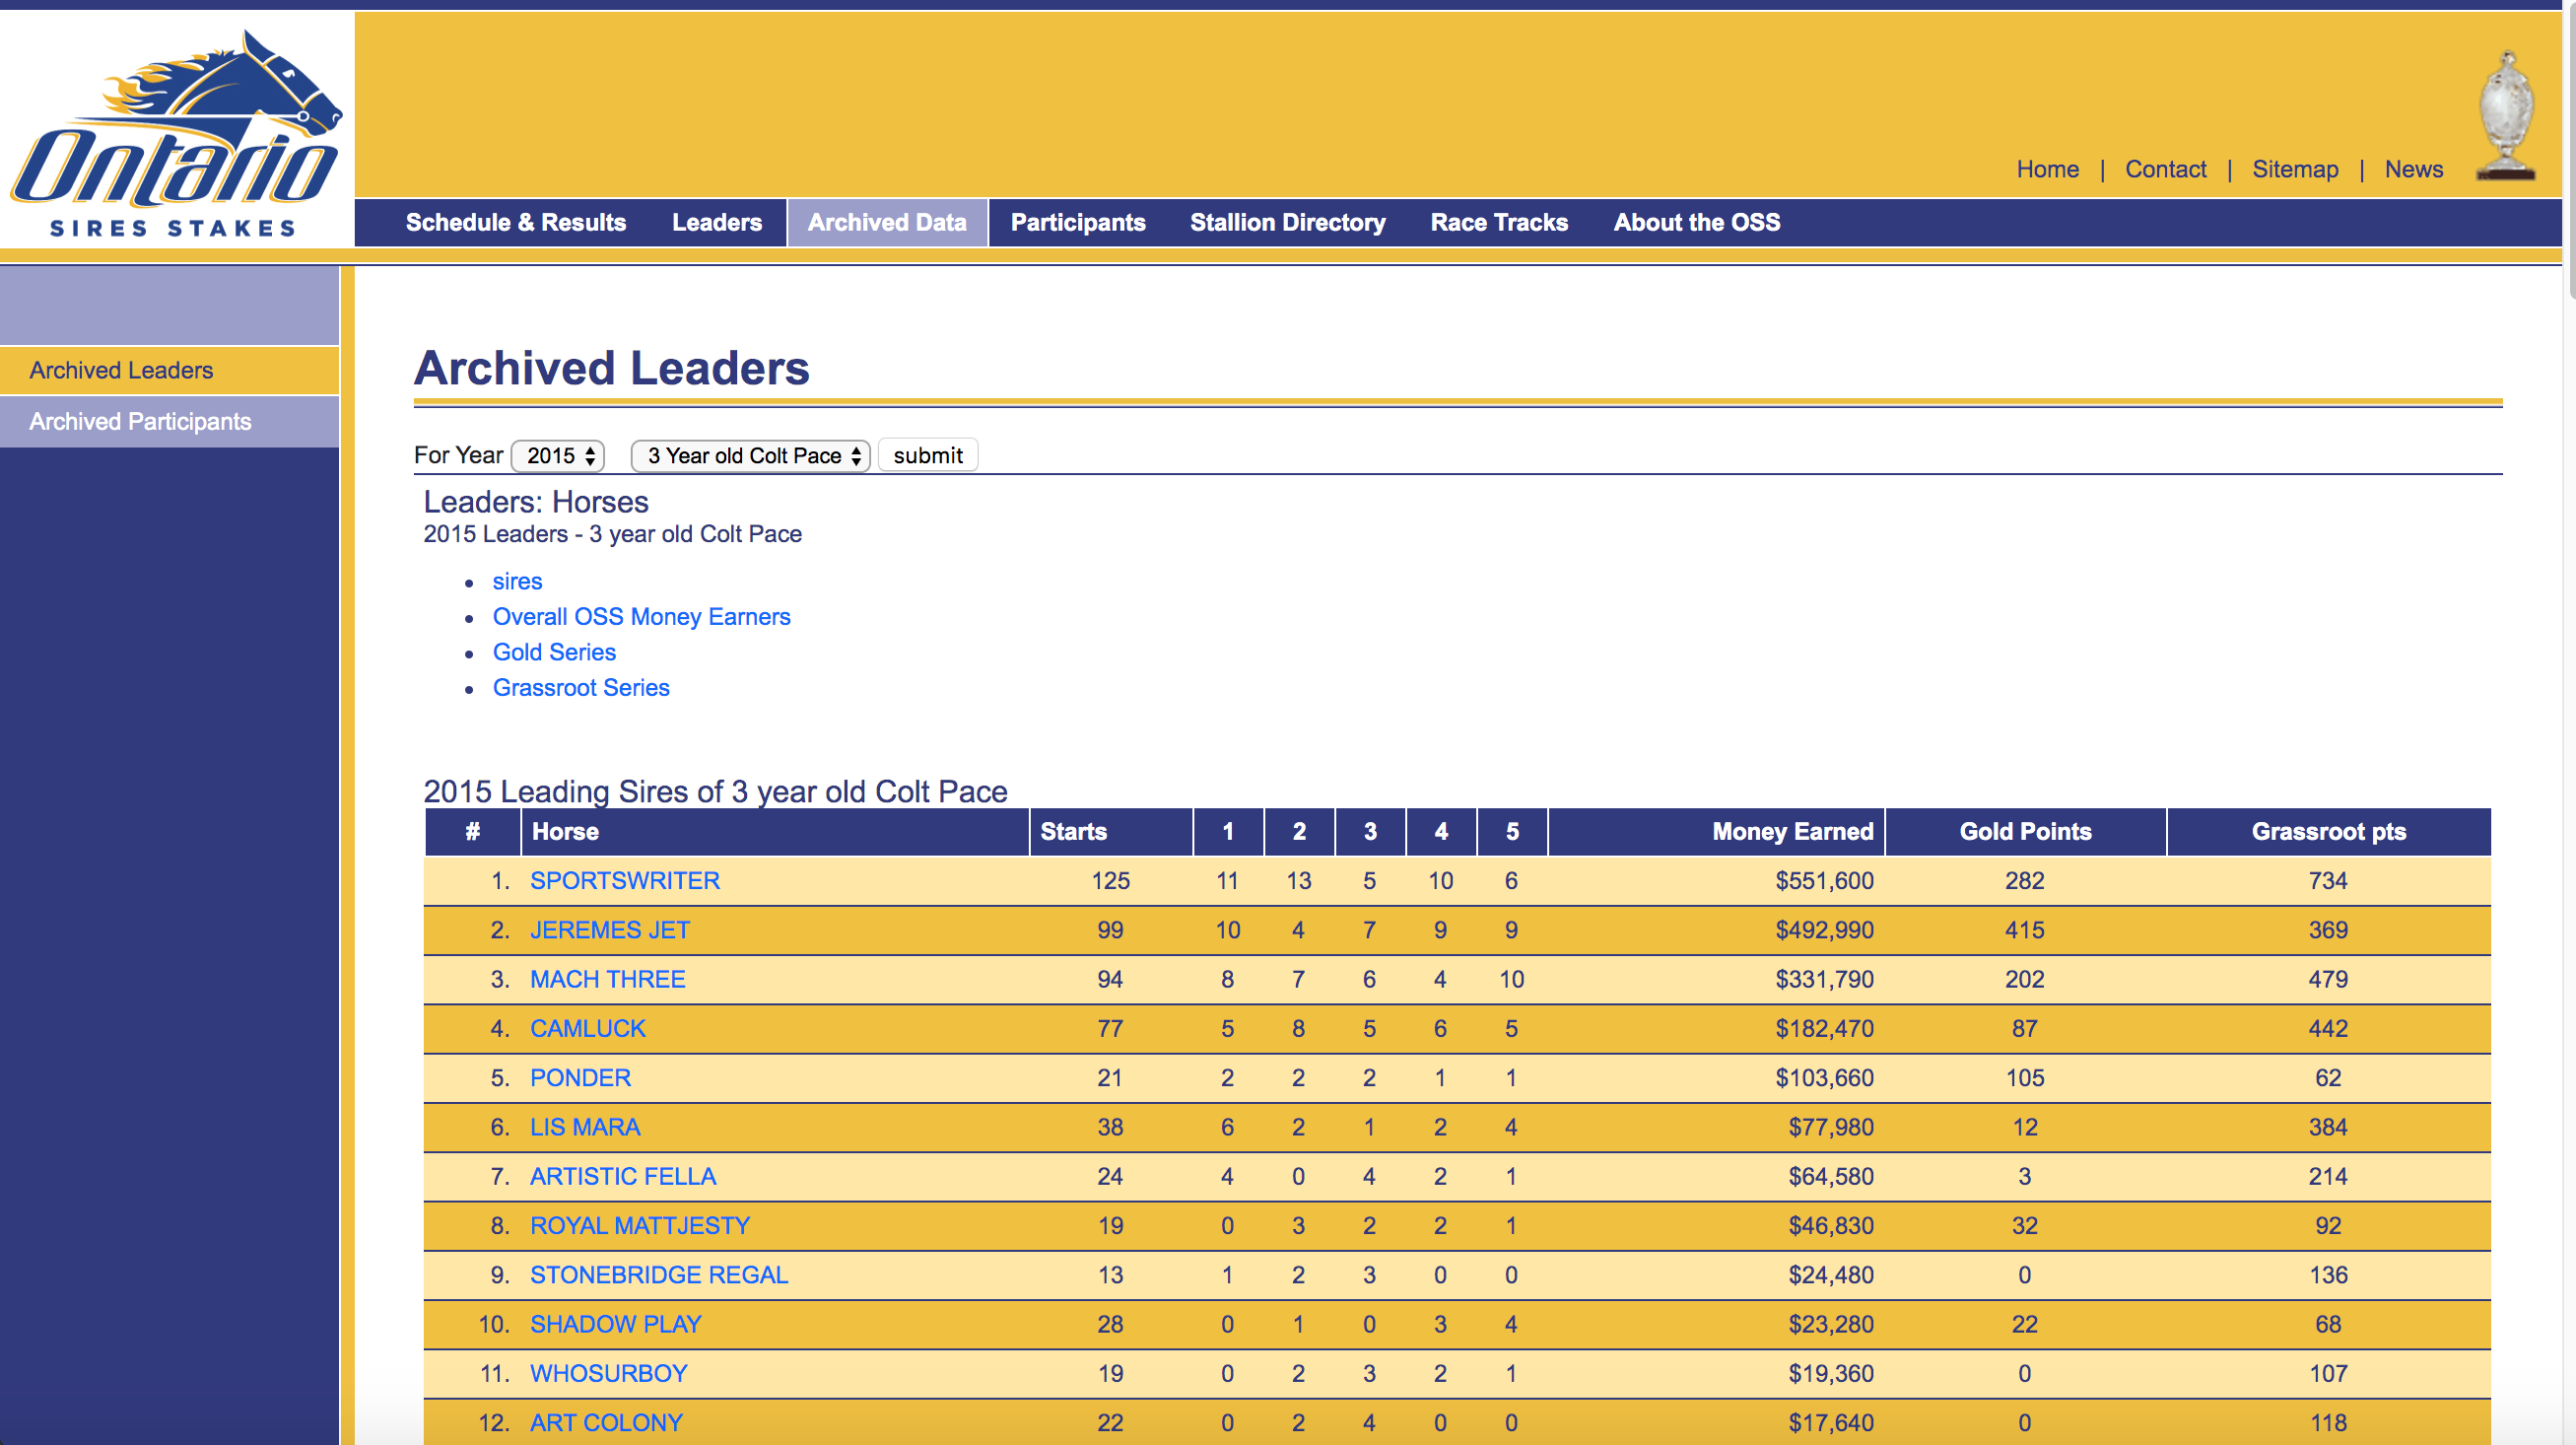 Ontario
SIRES STAKES
Home | Contact | Sitemap | News
Schedule & Results Leaders Archived Data Participants Stallion Directory Race Tracks About the OSS
Archived Leaders
Archived Participants
Archived Leaders
For Year 2015 3 Year old Colt Pace submit
Leaders: Horses
2015 Leaders - 3 year old Colt Pace
• sires
• Overall OSS Money Earners
• Gold Series
• Grassroot Series
2015 Leading Sires of 3 year old Colt Pace
# Horse Starts 1 2 3 4 5 Money Earned Gold Points Grassroot pts
1. SPORTSWRITER 125 11 13 5 10 6 $551,600 282 734
2. JEREMES JET 99 10 4 7 9 9 $492,990 415 369
3. MACH THREE 94 8 7 6 4 10 $331,790 202 479
4. CAMLUCK 77 5 8 5 6 5 $182,470 87 442
5. PONDER 21 2 2 2 1 1 $103,660 105 62
6. LIS MARA 38 6 2 1 2 4 $77,980 12 384
7. ARTISTIC FELLA 24 4 0 4 2 1 $64,580 3 214
8. ROYAL MATTJESTY 19 0 3 2 2 1 $46,830 32 92
9. STONEBRIDGE REGAL 13 1 2 3 0 0 $24,480 0 136
10. SHADOW PLAY 28 0 1 0 3 4 $23,280 22 68
11. WHOSURBOY 19 0 2 3 2 1 $19,360 0 107
12. ART COLONY 22 0 2 4 0 0 $17,640 0 118